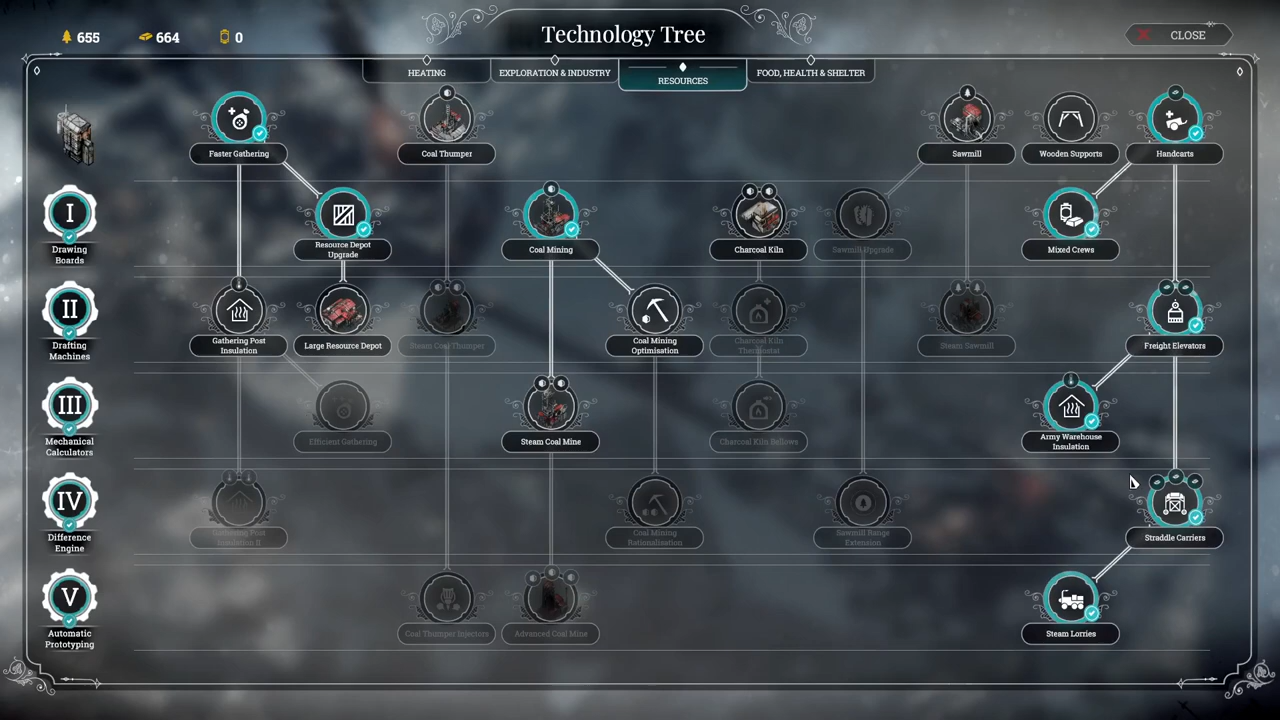 655
664
0
Technology Tree
CLOSE
HEATING
EXPLORATION & INDUSTRY
RESOURCES
FOOD, HEALTH & SHELTER
Faster Gathering
Coal Thumper
Sawmill
Wooden Supports
Handcarts
I
Drawing
Boards
Resource Depot
Upgrade
Coal Mining
Charcoal Kiln
Sawmill Upgrade
Mixed Crews
II
Drafting
Machines
Gathering Post
Insulation
Large Resource Depot
Steam Coal Thumper
Coal Mining
Optimisation
Charcoal Kiln
Thermostat
Steam Sawmill
Freight Elevators
III
Mechanical
Calculators
Efficient Gathering
Steam Coal Mine
Charcoal Kiln Bellows
Army Warehouse
Insulation
IV
Difference
Engine
Gathering Post
Insulation II
Coal Mining
Rationalisation
Sawmill Range
Extension
Straddle Carriers
V
Automatic
Prototyping
Coal Thumper Injectors
Advanced Coal Mine
Steam Lorries